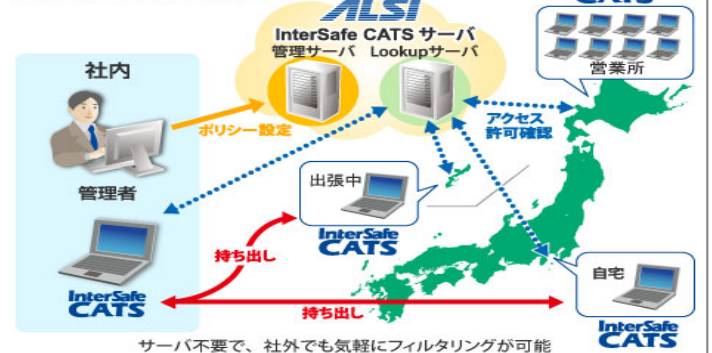 CATS
ALSI
InterSafe CATS サーバ
管理サーバ Lookupサーバ
社内
営業所
ポリシー設定
アクセス
許可確認
管理者
出張中
InterSafe
CATS
持ち出し
自宅
InterSafe
CATS
持ち出し
InterSafe
CATS
サーバ不要で、社外でも気軽にフィルタリングが可能